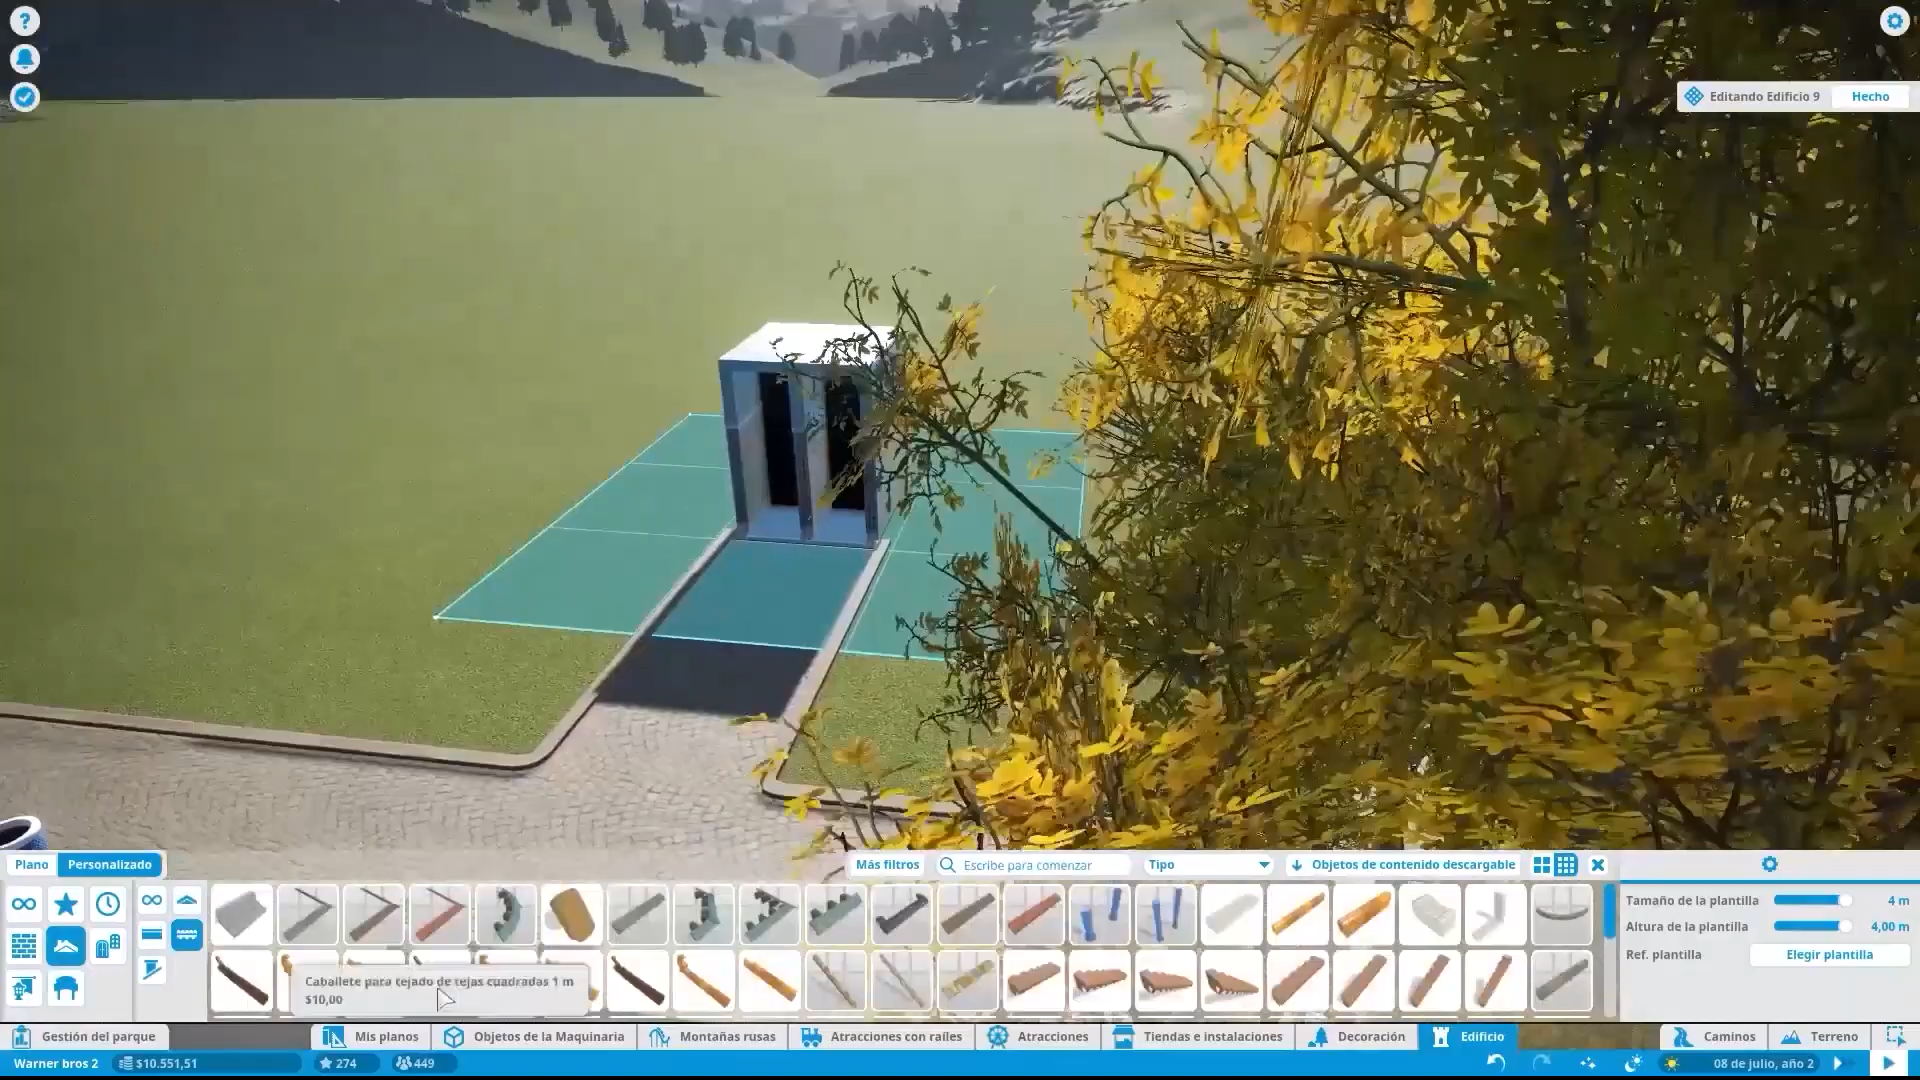 Editando Edificio 9
Hecho
Plano
Personalizado
Más filtros
Escribe para comenzar
Tipo
Objetos de contenido descargable
Tamaño de la plantilla
4 m
Altura de la plantilla
4,00 m
Ref. plantilla
Elegir plantilla
Caballete para tejado de tejas cuadradas 1 m
$10,00
Gestión del parque
Mis planos
Objetos de la Maquinaria
Montañas rusas
Atracciones con raíles
Atracciones
Tiendas e instalaciones
Decoración
Edificio
Caminos
Terreno
Warner bros 2
$10.551,51
274
449
08 de julio, año 2